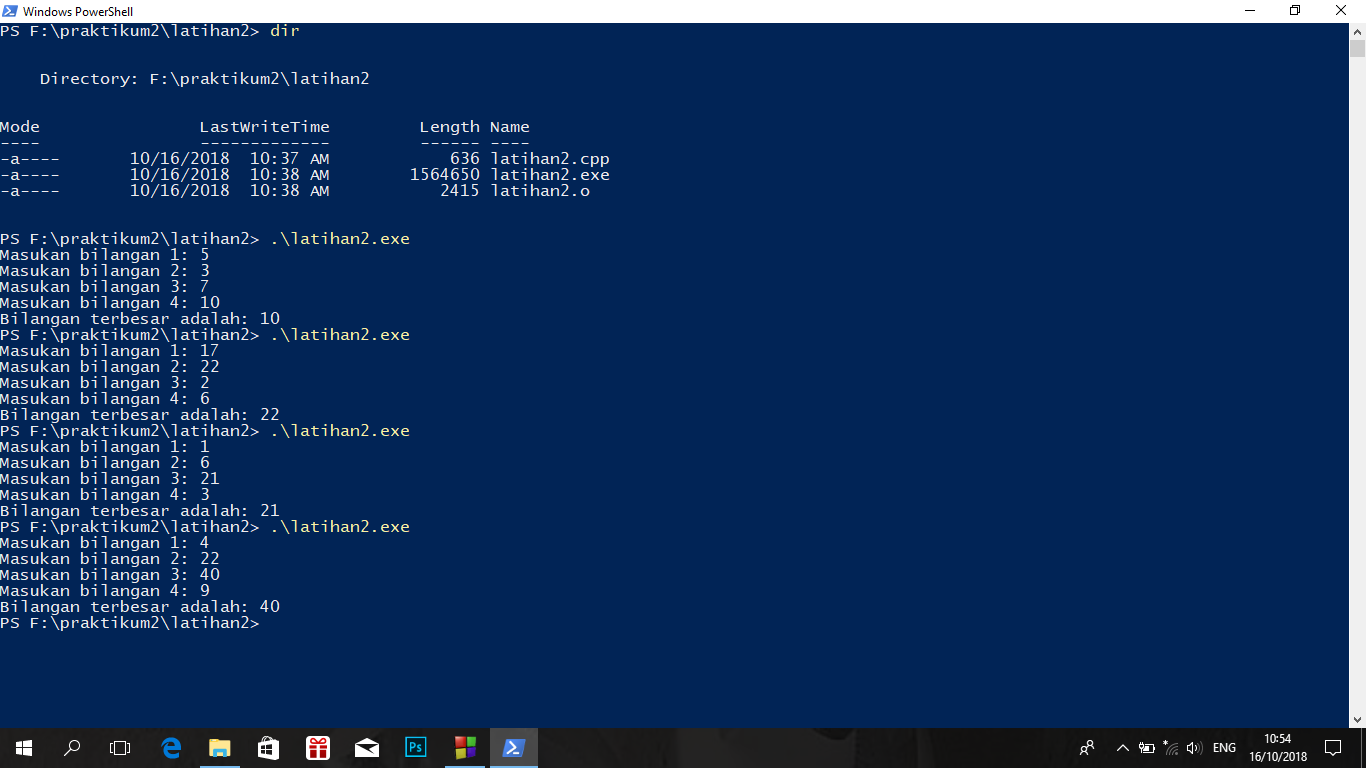 Windows PowerShell
PS F:\praktikum2\latihan2> dir
Directory: F:\praktikum2\latihan2
Mode                LastWriteTime         Length Name
----                -------------         ------ ----
-a----       10/16/2018  10:37 AM            636 latihan2.cpp
-a----       10/16/2018  10:38 AM        1564650 latihan2.exe
-a----       10/16/2018  10:38 AM           2415 latihan2.o
PS F:\praktikum2\latihan2> .\latihan2.exe
Masukan bilangan 1: 5
Masukan bilangan 2: 3
Masukan bilangan 3: 7
Masukan bilangan 4: 10
Bilangan terbesar adalah: 10
PS F:\praktikum2\latihan2> .\latihan2.exe
Masukan bilangan 1: 17
Masukan bilangan 2: 22
Masukan bilangan 3: 2
Masukan bilangan 4: 6
Bilangan terbesar adalah: 22
PS F:\praktikum2\latihan2> .\latihan2.exe
Masukan bilangan 1: 1
Masukan bilangan 2: 6
Masukan bilangan 3: 21
Masukan bilangan 4: 3
Bilangan terbesar adalah: 21
PS F:\praktikum2\latihan2> .\latihan2.exe
Masukan bilangan 1: 4
Masukan bilangan 2: 22
Masukan bilangan 3: 40
Masukan bilangan 4: 9
Bilangan terbesar adalah: 40
PS F:\praktikum2\latihan2>
Ps
ENG
10:54
16/10/2018